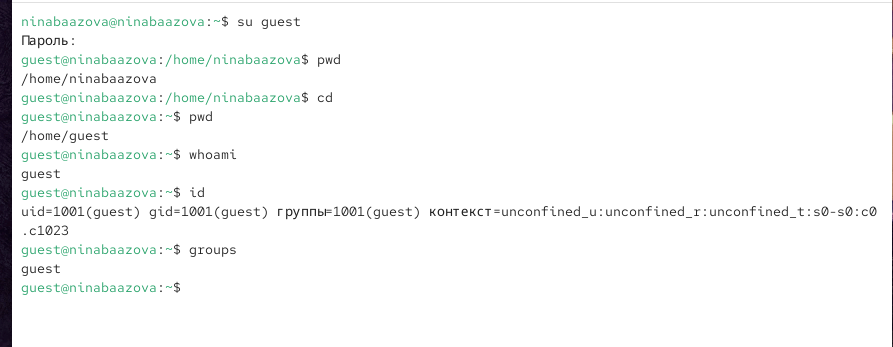 ninabaazova@ninabaazova:~$ su guest
Пароль:
guest@ninabaazova:/home/ninabaazova$ pwd
/home/ninabaazova
guest@ninabaazova:/home/ninabaazova$ cd
guest@ninabaazova:~$ pwd
/home/guest
guest@ninabaazova:~$ whoami
guest
guest@ninabaazova:~$ id
uid=1001(guest) gid=1001(guest) группы=1001(guest) контекст=unconfined_u:unconfined_r:unconfined_t:s0-s0:c0
.c1023
guest@ninabaazova:~$ groups
guest
guest@ninabaazova:~$